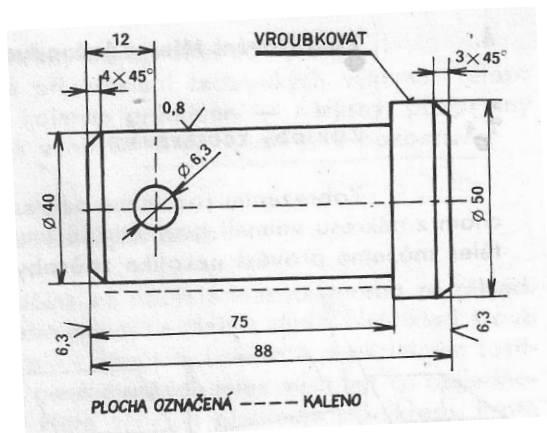 12
VROUBKOVAT
3×45°
4×45°
0,8
Ø 6,3
Ø 40
Ø 50
75
6,3
6,3
88
PLOCHA OZNAČENÁ ---- KALENO